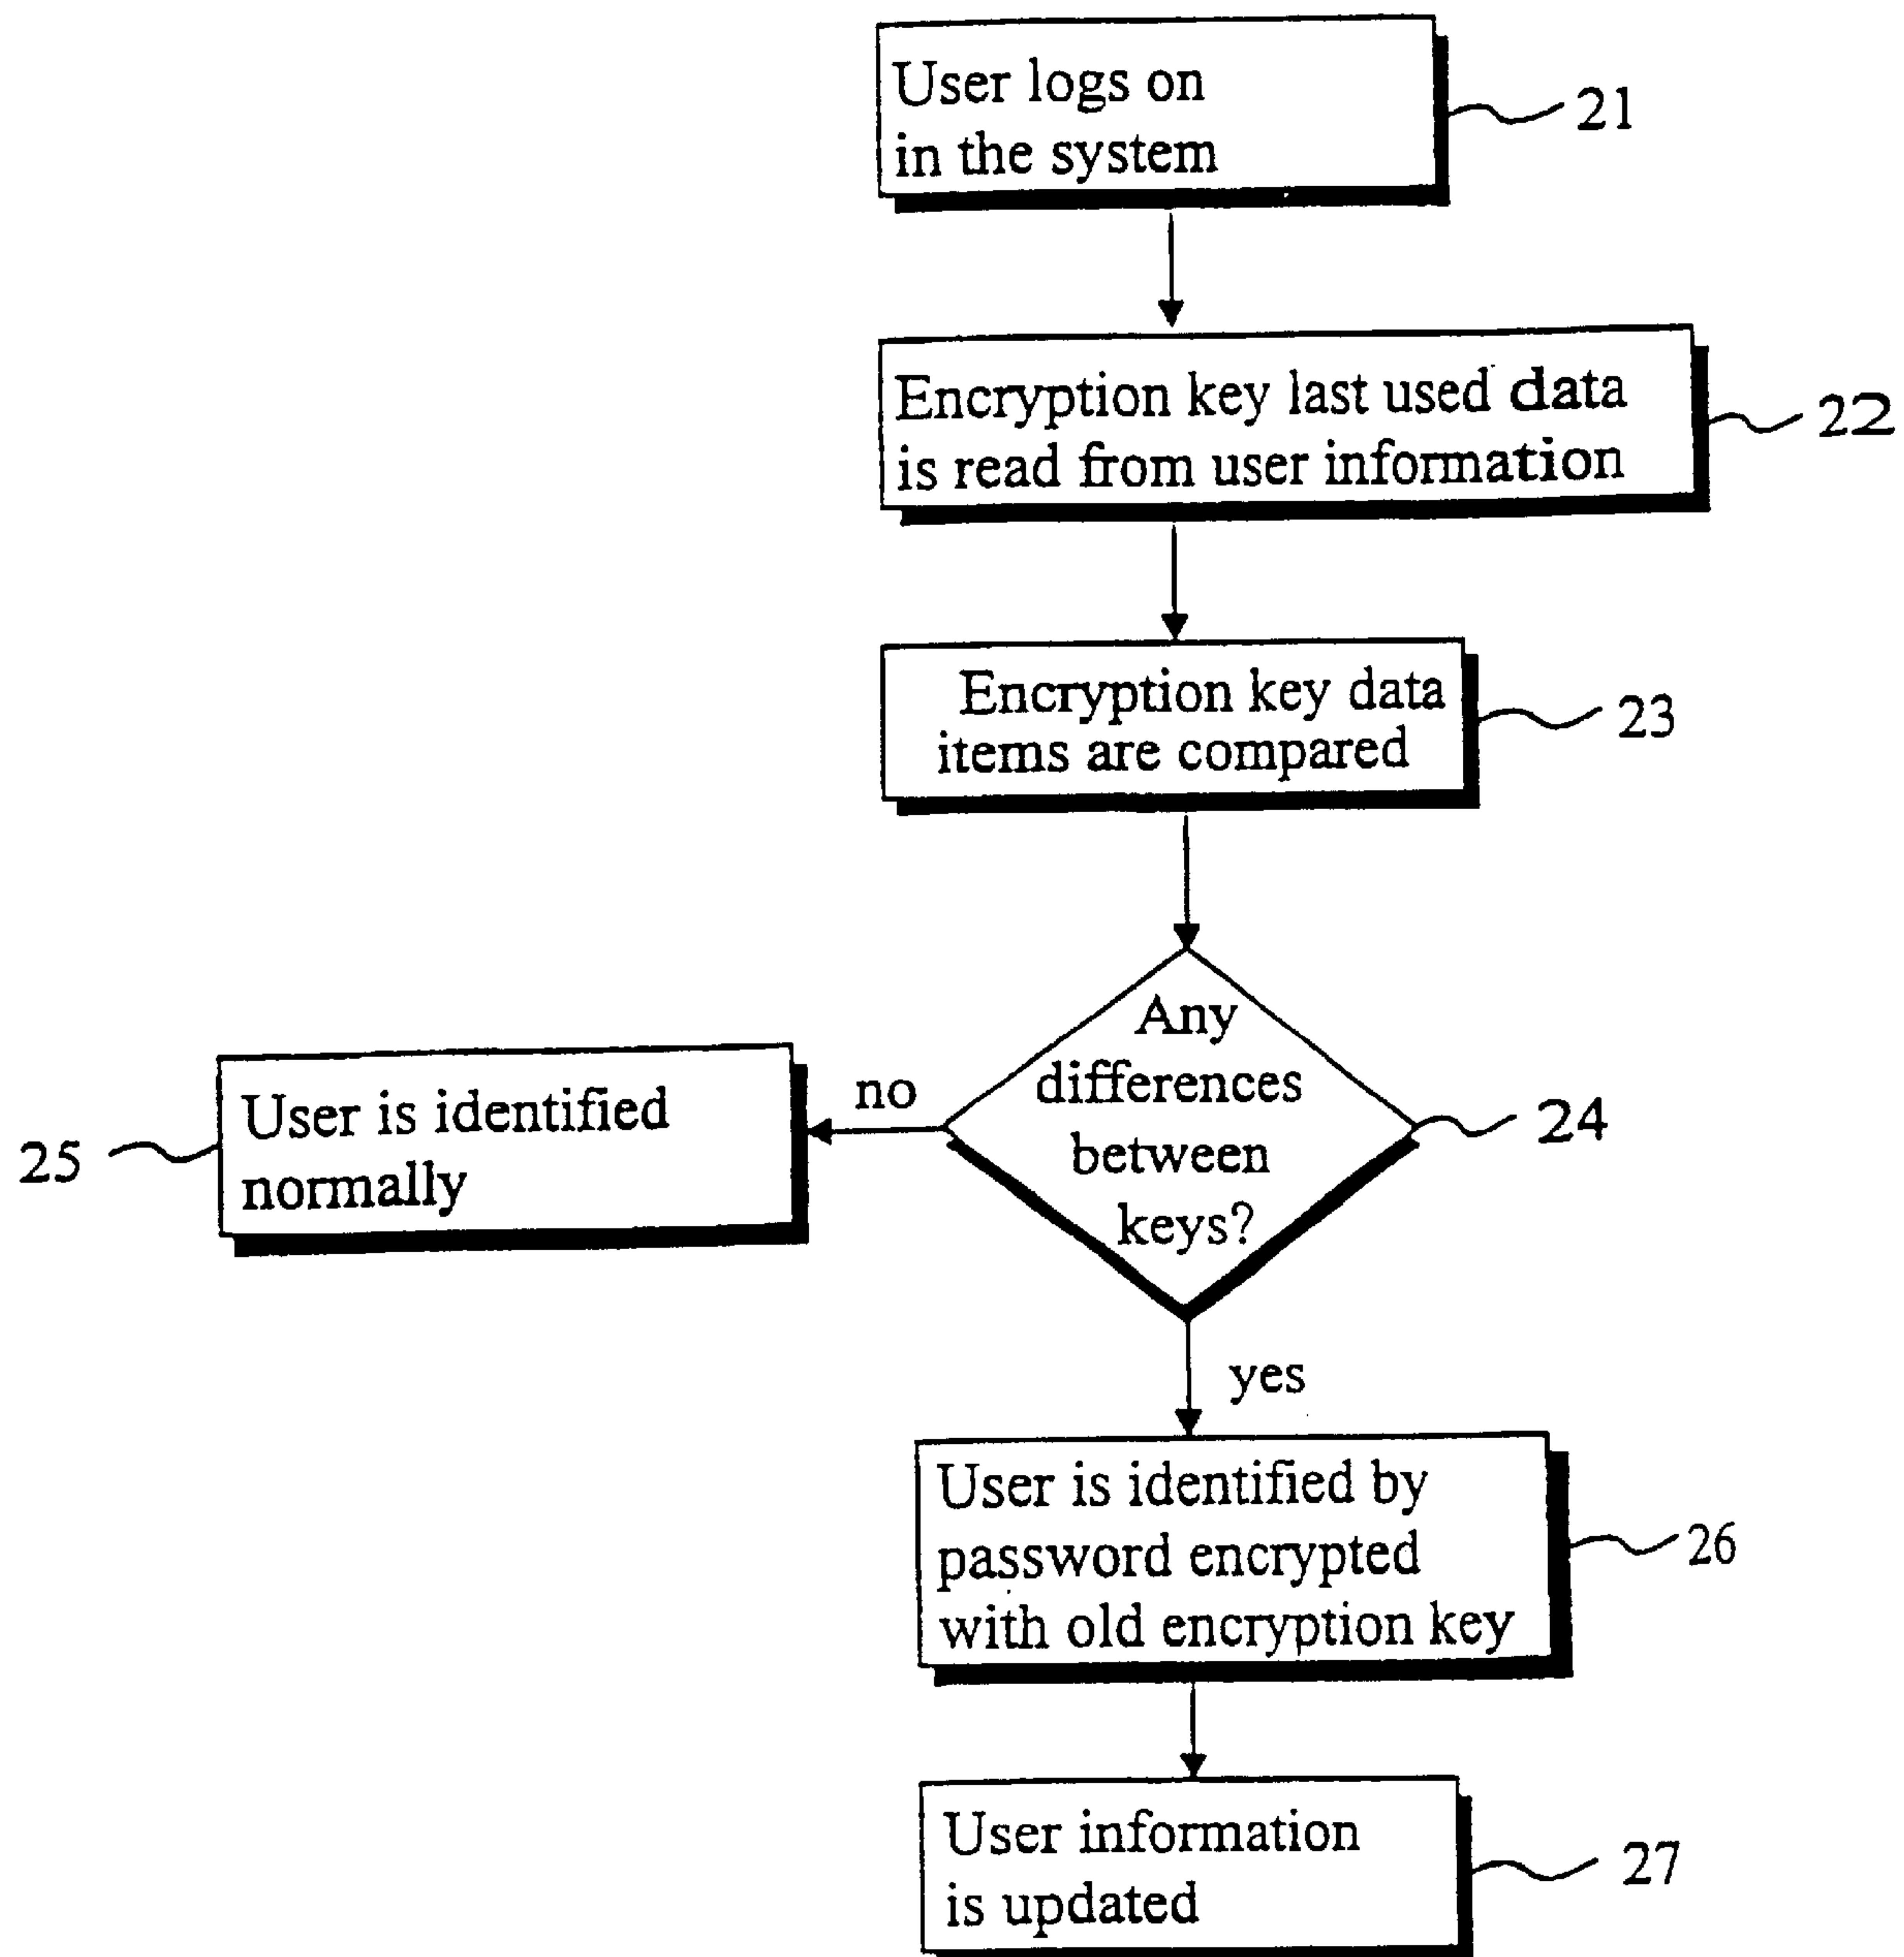 User logs on
in the system
21
Encryption key last used data
is read from user information
22
Encryption key data
items are compared
23
Any
differences
between
keys?
24
no
User is identified
normally
25
yes
User is identified by
password encrypted
with old encryption key
26
User information
is updated
27